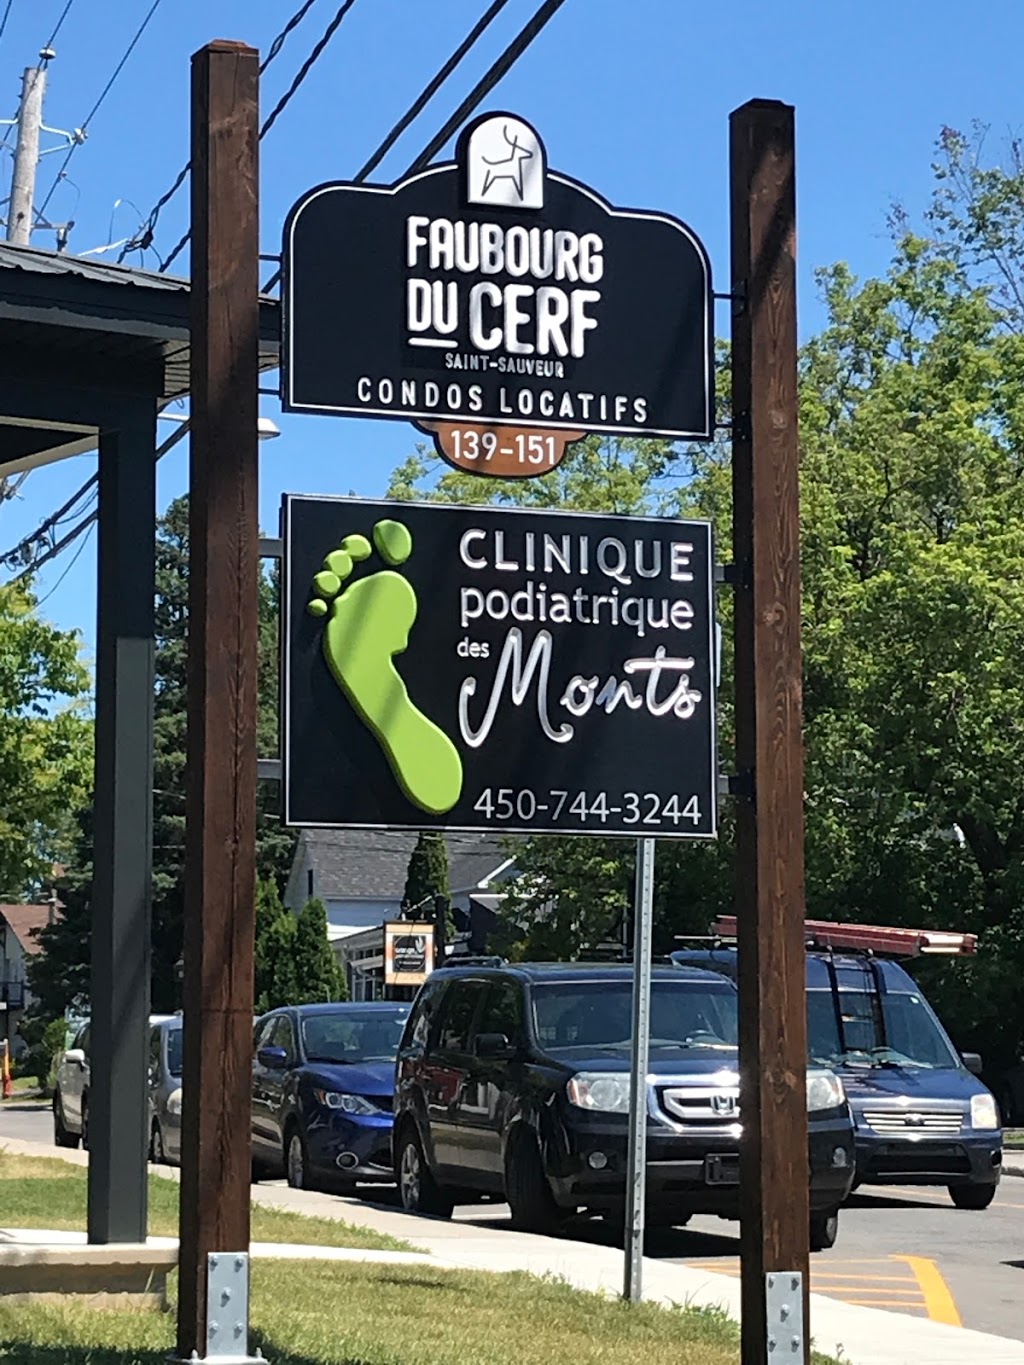 FAUBOURG
DU CERF
SAINT-SAUVEUR
CONDOS LOCATIFS
139-151
CLINIQUE
podiatrique
des Monts
450-744-3244